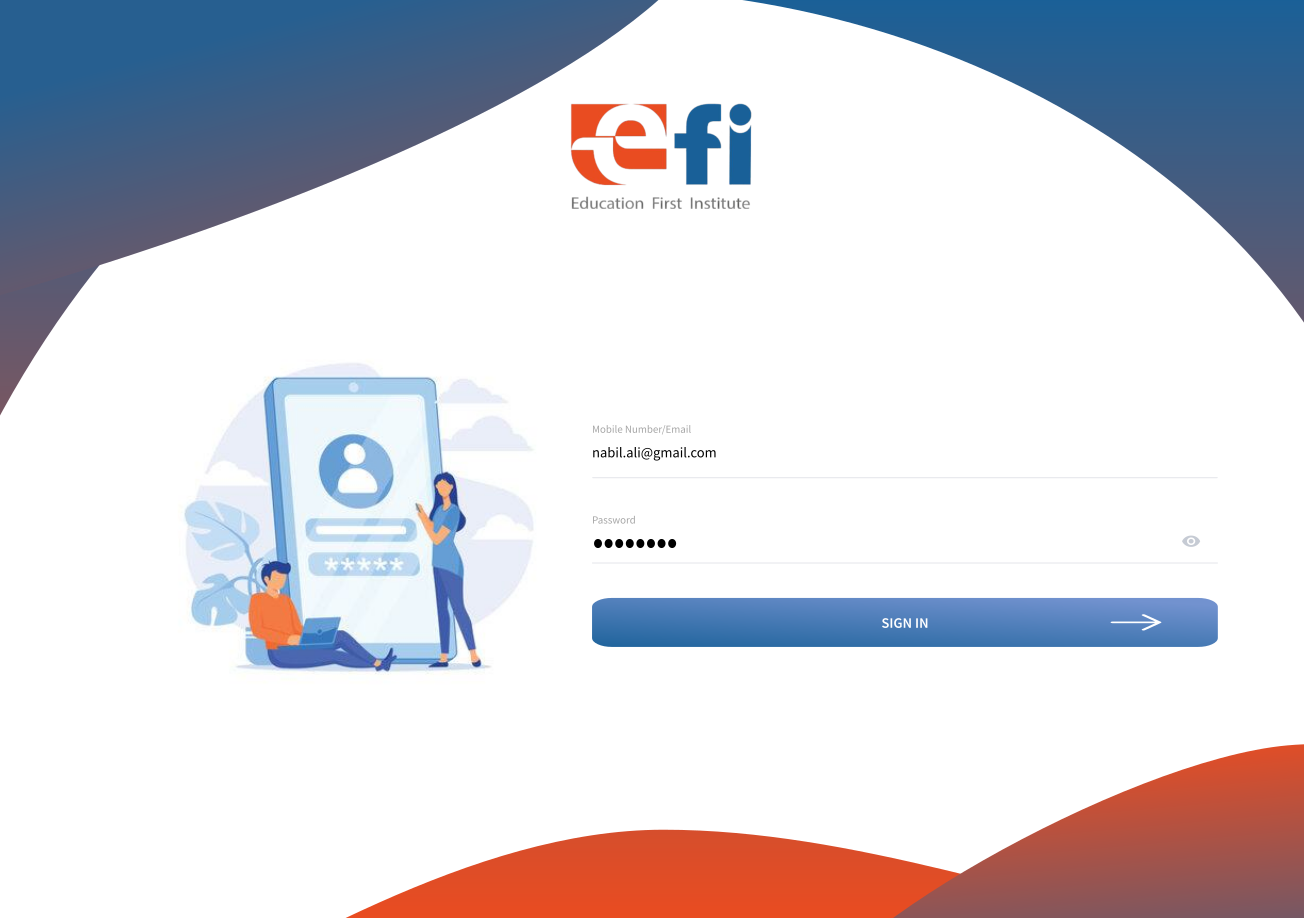 efi
Education First Institute
Mobile Number/Email
nabil.ali@gmail.com
Password
●●●●●●●●
*****
SIGN IN